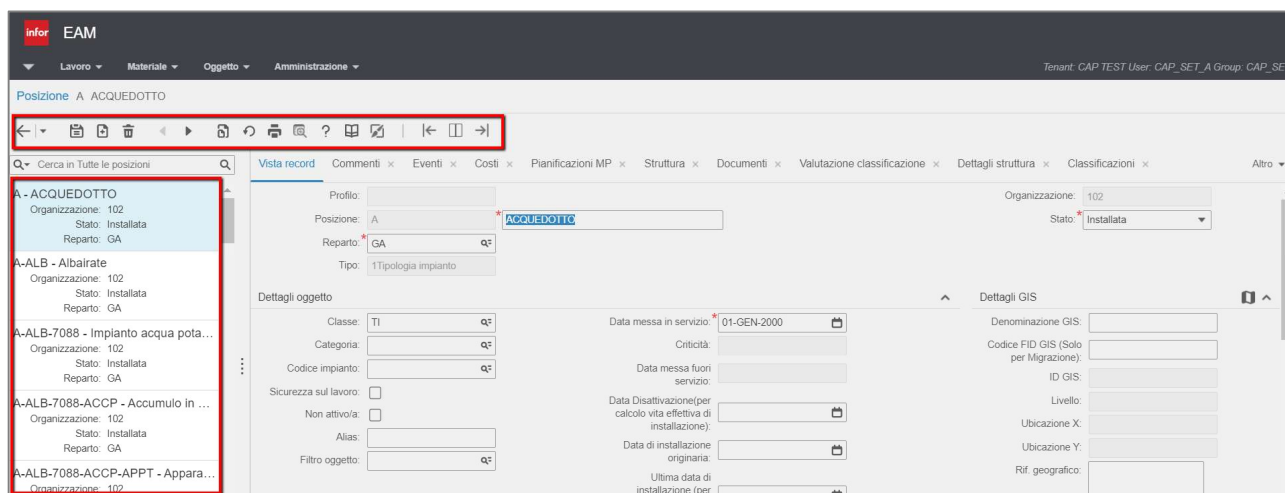 infor EAM
Lavoro Materiale Oggetto Amministrazione Tenant: CAP TEST User: CAP_SET_A Group: CAP_SE
Posizione A ACQUEDOTTO
Cerca in Tutte le posizioni
Vista record × Commenti × Eventi × Costi × Pianificazioni MP × Struttura × Documenti × Valutazione classificazione × Dettagli struttura × Classificazioni × Altro
A - ACQUEDOTTO
Organizzazione: 102
Stato: Installata
Reparto: GA
A-ALB - Albairate
Organizzazione: 102
Stato: Installata
Reparto: GA
A-ALB-7088 - Impianto acqua pota...
Organizzazione: 102
Stato: Installata
Reparto: GA
A-ALB-7088-ACCP - Accumulo in ...
Organizzazione: 102
Stato: Installata
Reparto: GA
A-ALB-7088-ACCP-APPT - Appara...
Organizzazione: 102
Profilo:
Organizzazione: 102
Posizione: A * ACQUEDOTTO
Stato: * Installata
Reparto: * GA
Tipo: 1Tipologia impianto
Dettagli oggetto
Classe: TI
Categoria:
Codice impianto:
Sicurezza sul lavoro:
Non attivo/a:
Alias:
Filtro oggetto:
Data messa in servizio: * 01-GEN-2000
Criticità:
Data messa fuori
servizio:
Data Disattivazione(per
calcolo vita effettiva di
installazione):
Data di installazione
originaria:
Ultima data di
installazione (per
Dettagli GIS
Denominazione GIS:
Codice FID GIS (Solo
per Migrazione):
ID GIS:
Livello:
Ubicazione X:
Ubicazione Y:
Rif. geografico: